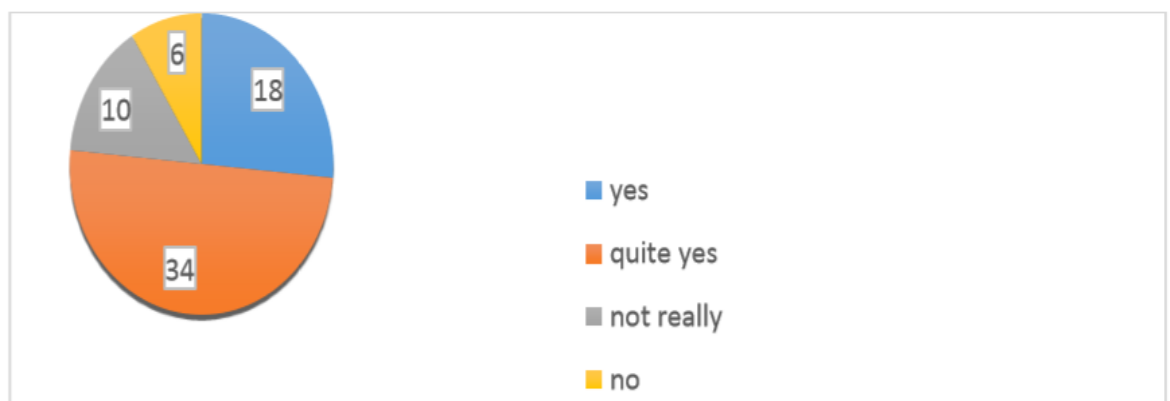 6
18
10
34
yes
quite yes
not really
no